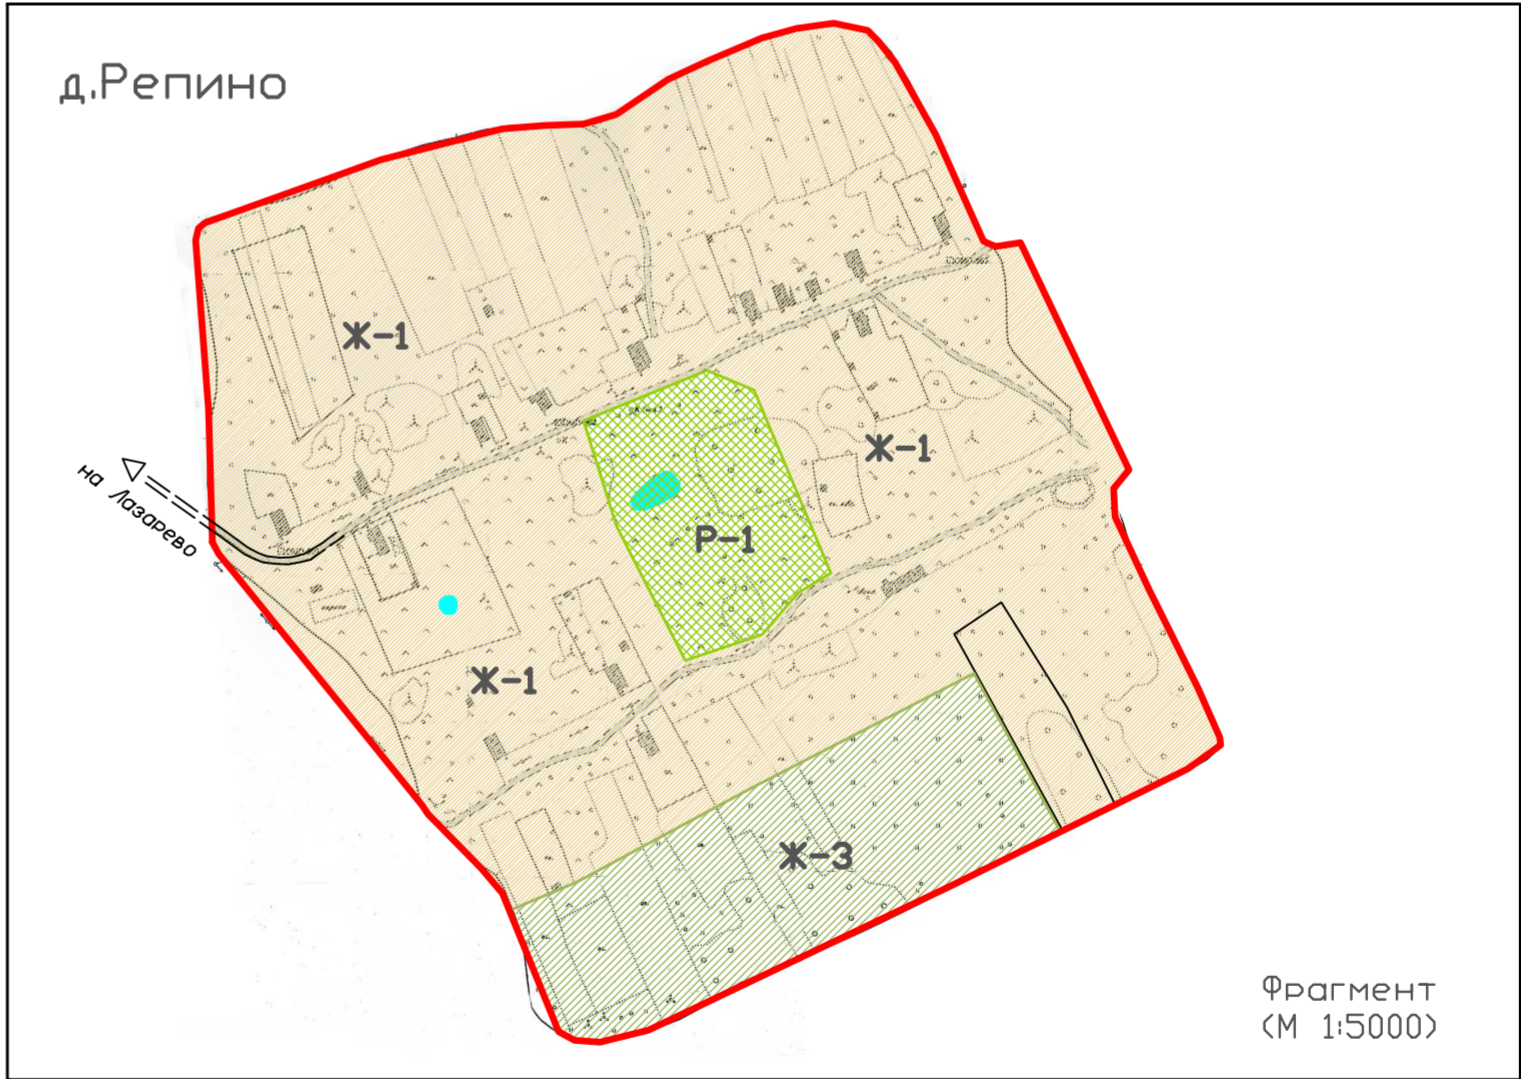 д.Репино
Ж-1
Ж-1
на Лазарево
Р-1
Ж-1
Ж-3
Фрагмент
(М 1:5000)